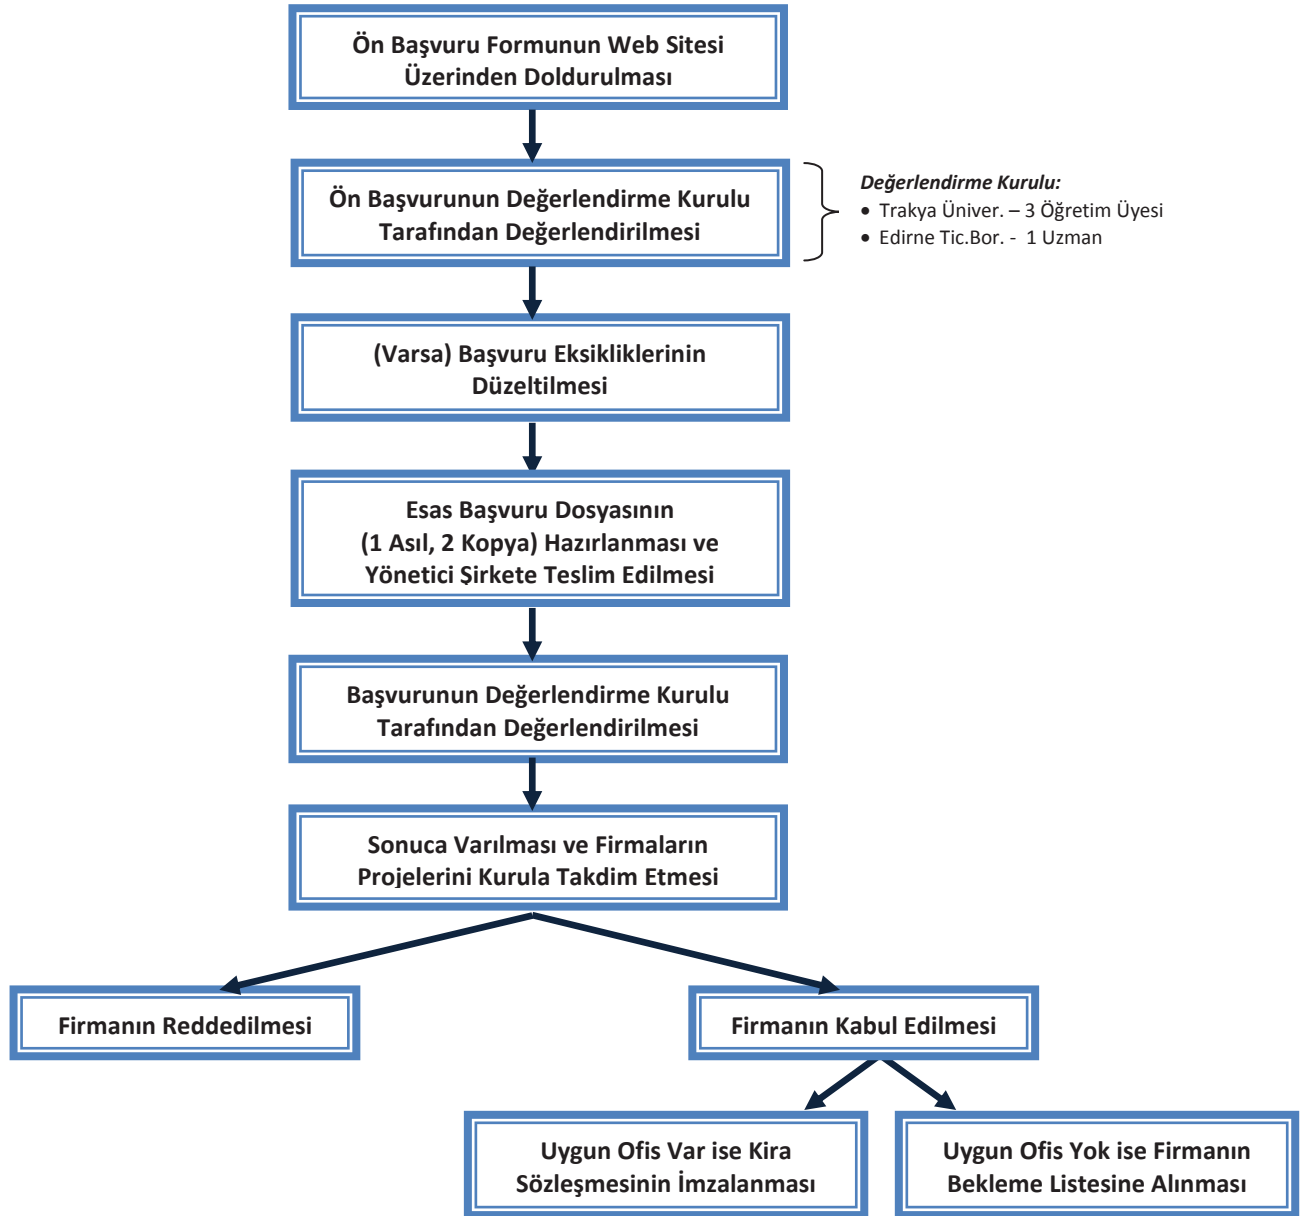 Ön Başvuru Formunun Web Sitesi
Üzerinden Doldurulması
Ön Başvurunun Değerlendirme Kurulu
Tarafından Değerlendirilmesi
Değerlendirme Kurulu:
• Trakya Üniver. – 3 Öğretim Üyesi
• Edirne Tic.Bor. - 1 Uzman
(Varsa) Başvuru Eksikliklerinin
Düzeltilmesi
Esas Başvuru Dosyasının
(1 Asıl, 2 Kopya) Hazırlanması ve
Yönetici Şirkete Teslim Edilmesi
Başvurunun Değerlendirme Kurulu
Tarafından Değerlendirilmesi
Sonuca Varılması ve Firmaların
Projelerini Kurula Takdim Etmesi
Firmanın Reddedilmesi
Firmanın Kabul Edilmesi
Uygun Ofis Var ise Kira
Sözleşmesinin İmzalanması
Uygun Ofis Yok ise Firmanın
Bekleme Listesine Alınması